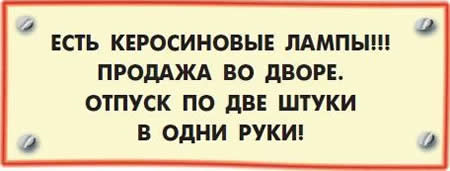 ЕСТЬ КЕРОСИНОВЫЕ ЛАМПЫ!!!
ПРОДАЖА ВО ДВОРЕ.
ОТПУСК ПО ДВЕ ШТУКИ
В ОДНИ РУКИ!